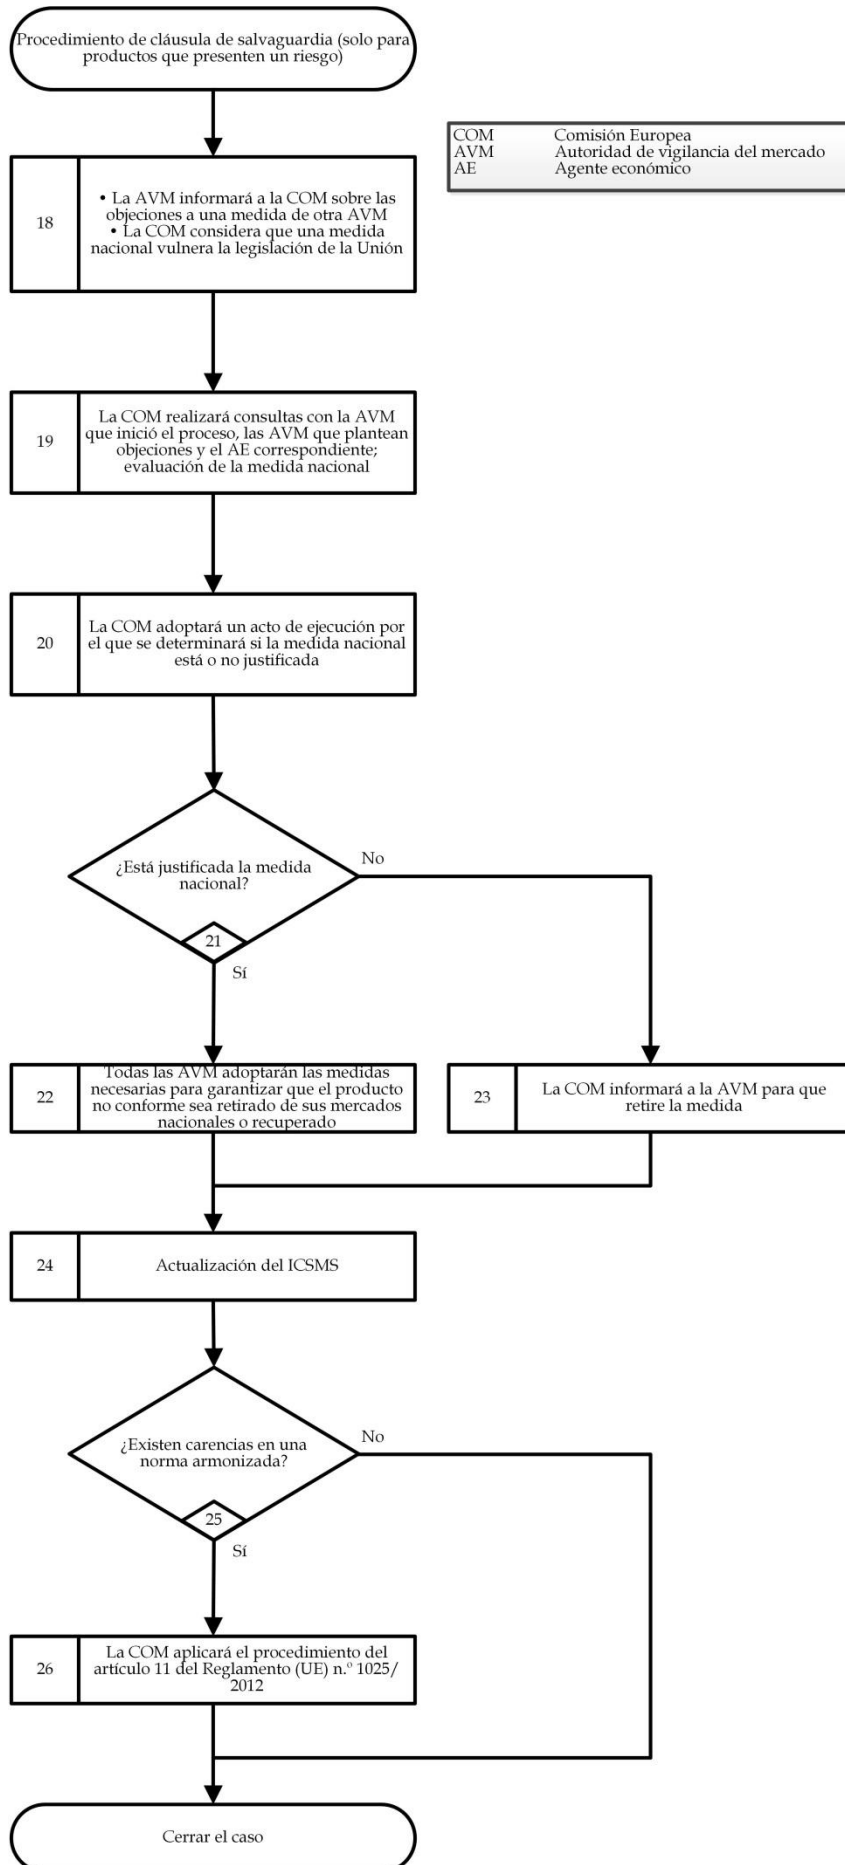 Procedimiento de cláusula de salvaguardia (solo para
productos que presenten un riesgo)
COM Comisión Europea
AVM Autoridad de vigilancia del mercado
AE Agente económico
18
• La AVM informará a la COM sobre las
objeciones a una medida de otra AVM
• La COM considera que una medida
nacional vulnera la legislación de la Unión
19
La COM realizará consultas con la AVM
que inició el proceso, las AVM que plantean
objeciones y el AE correspondiente;
evaluación de la medida nacional
20
La COM adoptará un acto de ejecución por
el que se determinará si la medida nacional
está o no justificada
¿Está justificada la medida
nacional?
21
No
Sí
22
Todas las AVM adoptarán las medidas
necesarias para garantizar que el producto
no conforme sea retirado de sus mercados
nacionales o recuperado
23
La COM informará a la AVM para que
retire la medida
24
Actualización del ICSMS
¿Existen carencias en una
norma armonizada?
25
No
Sí
26
La COM aplicará el procedimiento del
artículo 11 del Reglamento (UE) n.º 1025/
2012
Cerrar el caso